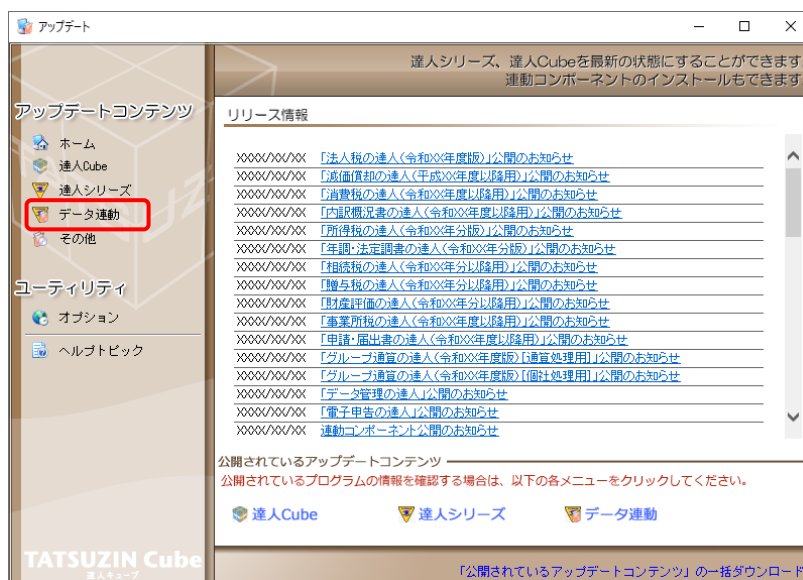 アップデート
達人シリーズ、達人Cubeを最新の状態にすることができます
連動コンポーネントのインストールもできます
アップデートコンテンツ
ホーム
達人Cube
達人シリーズ
データ連動
その他
ユーティリティ
オプション
ヘルプトピック
TATSUZIN Cube
達人キューブ
リリース情報
XXXX/XX/XX 「法人税の達人(令和XX年度版)」公開のお知らせ
XXXX/XX/XX 「減価償却の達人(平成XX年度以降用)」公開のお知らせ
XXXX/XX/XX 「消費税の達人(令和XX年度以降用)」公開のお知らせ
XXXX/XX/XX 「内訳概況書の達人(令和XX年度以降用)」公開のお知らせ
XXXX/XX/XX 「所得税の達人(令和XX年分版)」公開のお知らせ
XXXX/XX/XX 「年調・法定調書の達人(令和XX年分版)」公開のお知らせ
XXXX/XX/XX 「相続税の達人(令和XX年分以降用)」公開のお知らせ
XXXX/XX/XX 「贈与税の達人(令和XX年分以降用)」公開のお知らせ
XXXX/XX/XX 「財産評価の達人(令和XX年分以降用)」公開のお知らせ
XXXX/XX/XX 「事業所税の達人(令和XX年度以降用)」公開のお知らせ
XXXX/XX/XX 「申請・届出書の達人(令和XX年度以降用)」公開のお知らせ
XXXX/XX/XX 「グループ通算の達人(令和XX年度版)[通算処理用]」公開のお知らせ
XXXX/XX/XX 「グループ通算の達人(令和XX年度版)[個社処理用]」公開のお知らせ
XXXX/XX/XX 「データ管理の達人」公開のお知らせ
XXXX/XX/XX 「電子申告の達人」公開のお知らせ
XXXX/XX/XX 連動コンポーネント公開のお知らせ
公開されているアップデートコンテンツ
公開されているプログラムの情報を確認する場合は、以下の各メニューをクリックしてください。
達人Cube 達人シリーズ データ連動
「公開されているアップデートコンテンツ」の一括ダウンロード